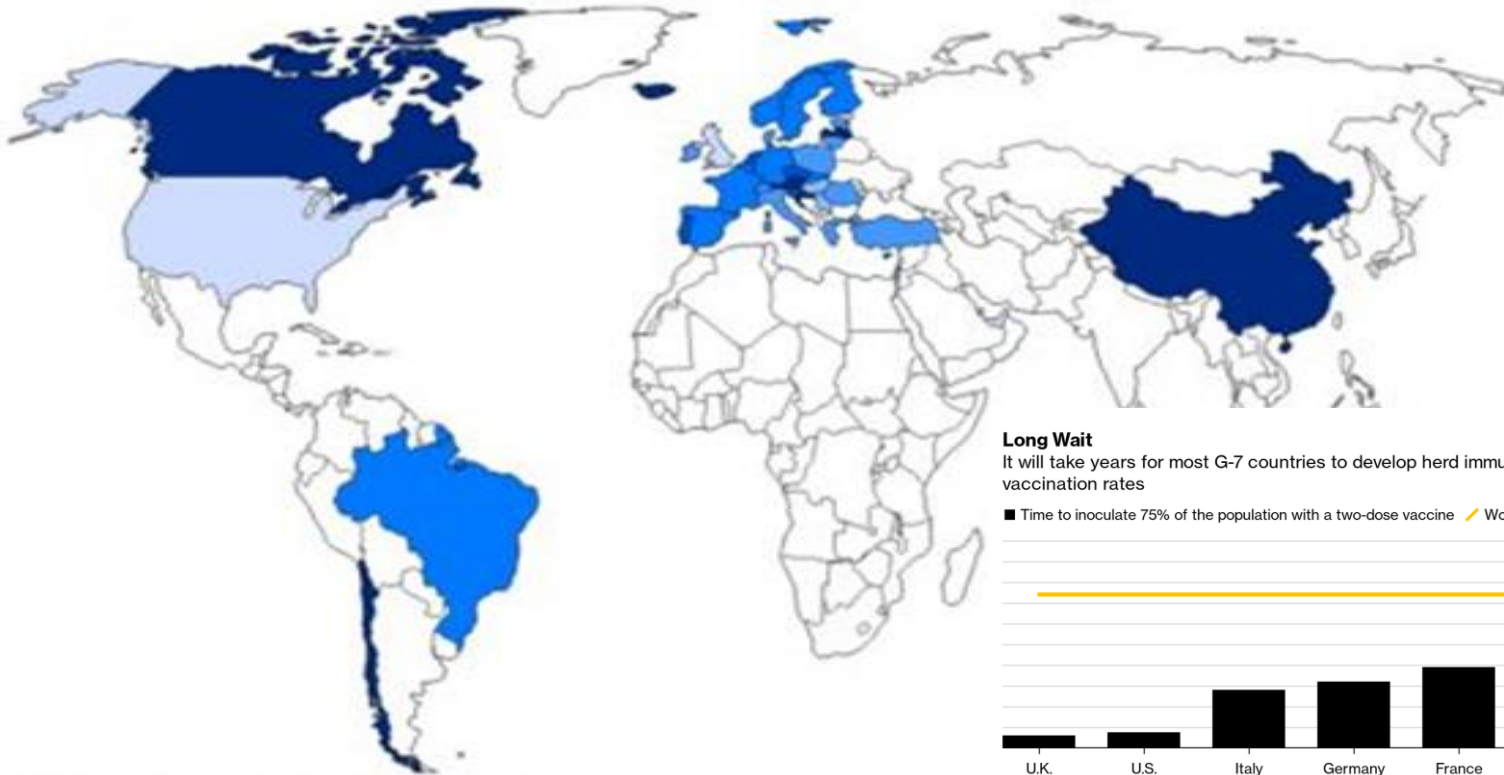 Long Wait
It will take years for most G-7 countries to develop herd immu
vaccination rates
Time to inoculate 75% of the population with a two-dose vaccine Wo
U.K. U.S. Italy Germany France